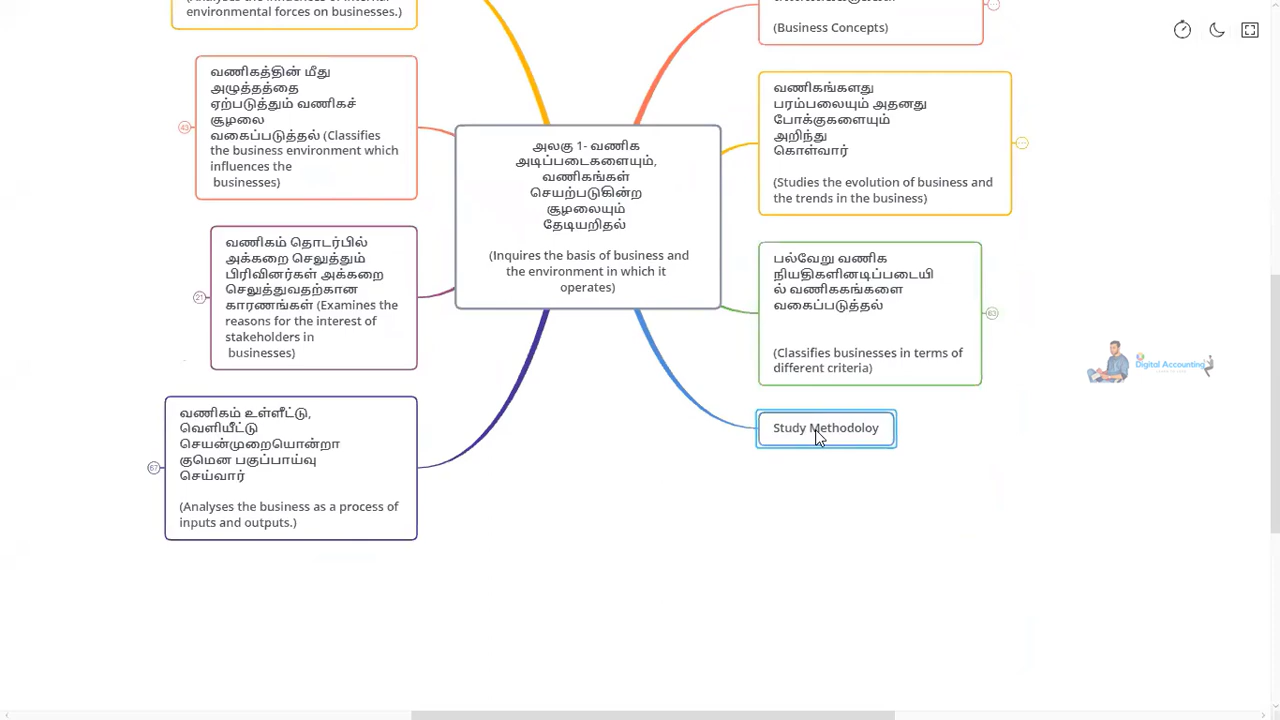 environmental forces on businesses.)
வணிகத்தின் மீது
அழுத்தத்தை
ஏற்படுத்தும் வணிகச்
சூழலை
வகைப்படுத்தல் (Classifies
the business environment which
influences the
businesses)
43
வணிகம் தொடர்பில்
அக்கறை செலுத்தும்
பிரிவினர்கள் அக்கறை
செலுத்துவதற்கான
காரணங்கள் (Examines the
reasons for the interest of
stakeholders in
businesses)
21
வணிகம் உள்ளீட்டு,
வெளியீட்டு
செயன்முறையொன்றா
குமென பகுப்பாய்வு
செய்வார்
(Analyses the business as a process of
inputs and outputs.)
67
அலகு 1- வணிக
அடிப்படைகளையும்,
வணிகங்கள்
செயற்படுகின்ற
சூழலையும்
தேடியறிதல்
(Inquires the basis of business and
the environment in which it
operates)
(Business Concepts)
வணிகங்களது
பரம்பலையும் அதனது
போக்குகளையும்
அறிந்து
கொள்வார்
(Studies the evolution of business and
the trends in the business)
பல்வேறு வணிக
நியதிகளினடிப்படையி
ல் வணிககங்களை
வகைப்படுத்தல்
(Classifies businesses in terms of
different criteria)
63
Study Methodoloy
Digital Accounting